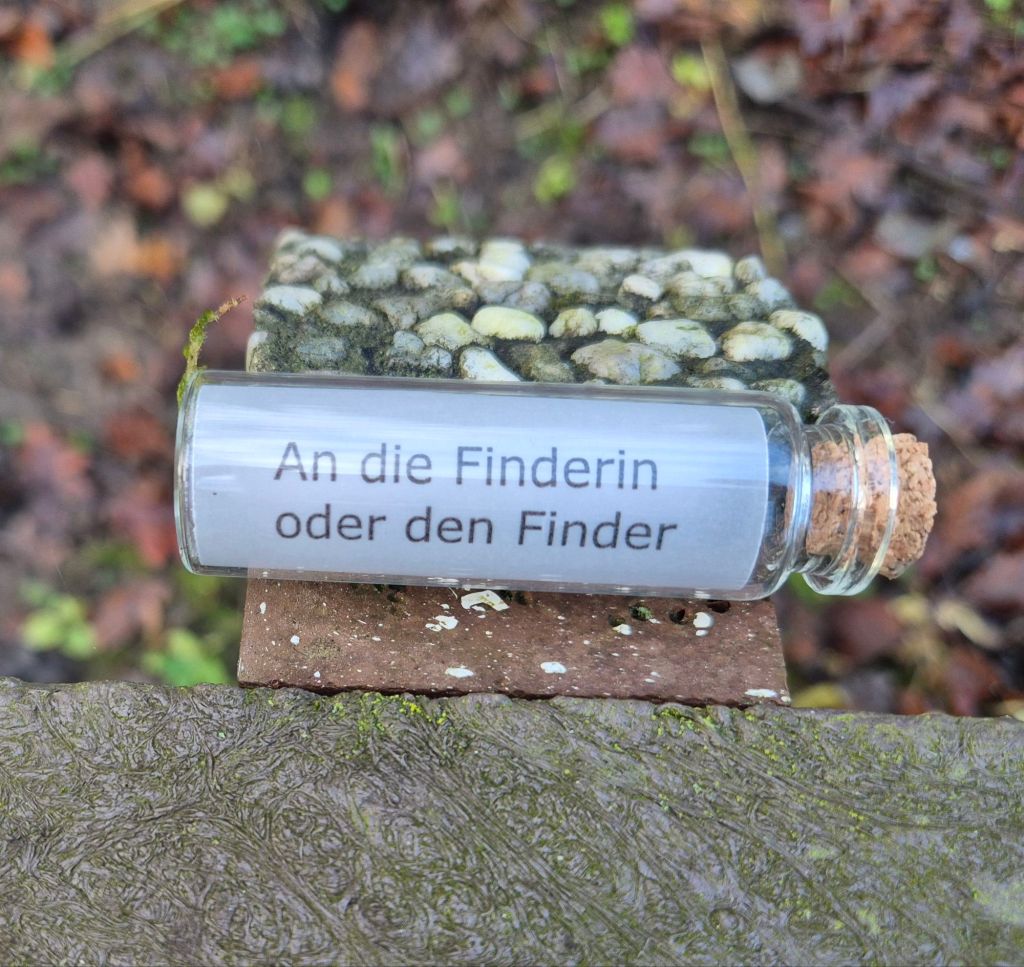 An die Finderin
oder den Finder